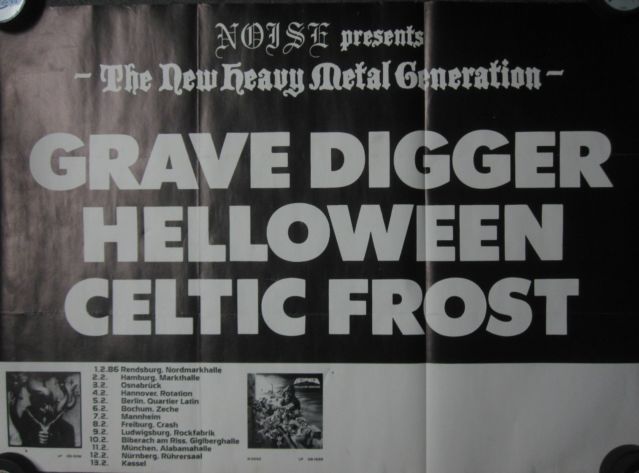 NOISE presents
- The New Heavy Metal Generation -
GRAVE DIGGER
HELLOWEEN
CELTIC FROST
1.2.86 Rendsburg, Nordmarkhalle
2.2. Hamburg, Markthalle
3.2. Osnabrück
4.2. Hannover, Rotation
5.2. Berlin, Quartier Latin
6.2. Bochum, Zeche
7.2. Mannheim
8.2. Freiburg, Crash
9.2. Ludwigsburg, Rockfabrik
10.2. Biberach am Riss, Gigl​berghalle
11.2. München, Alabamahalle
12.2. Nürnberg, Rührersaal
13.2. Kassel